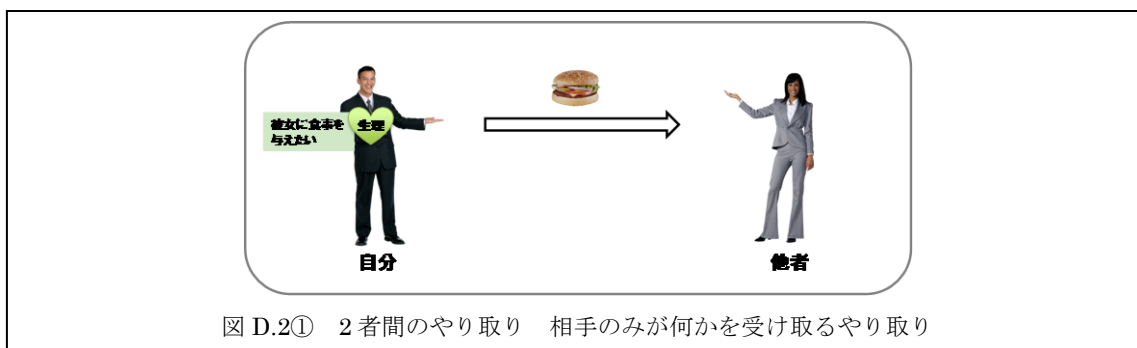 彼女に食事を
与えたい
生理
自分
他者
図 D.2① 2者間のやり取り 相手のみが何かを受け取るやり取り